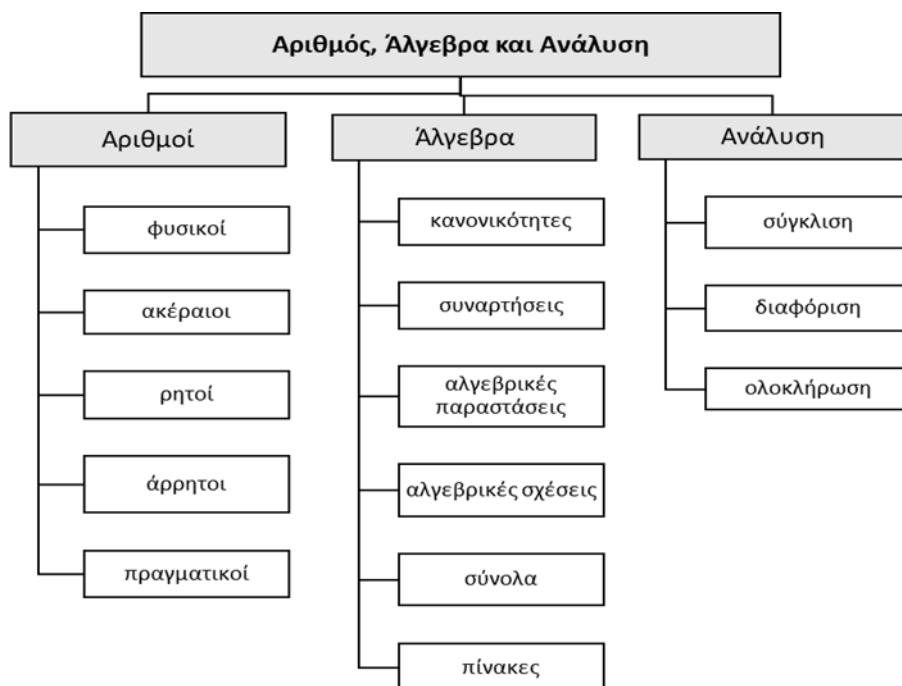 Αριθμός, Άλγεβρα και Ανάλυση
Αριθμοί
φυσικοί
ακέραιοι
ρητοί
άρρητοι
πραγματικοί
Άλγεβρα
κανονικότητες
συναρτήσεις
αλγεβρικές
παραστάσεις
αλγεβρικές σχέσεις
σύνολα
πίνακες
Ανάλυση
σύγκλιση
διαφόριση
ολοκλήρωση